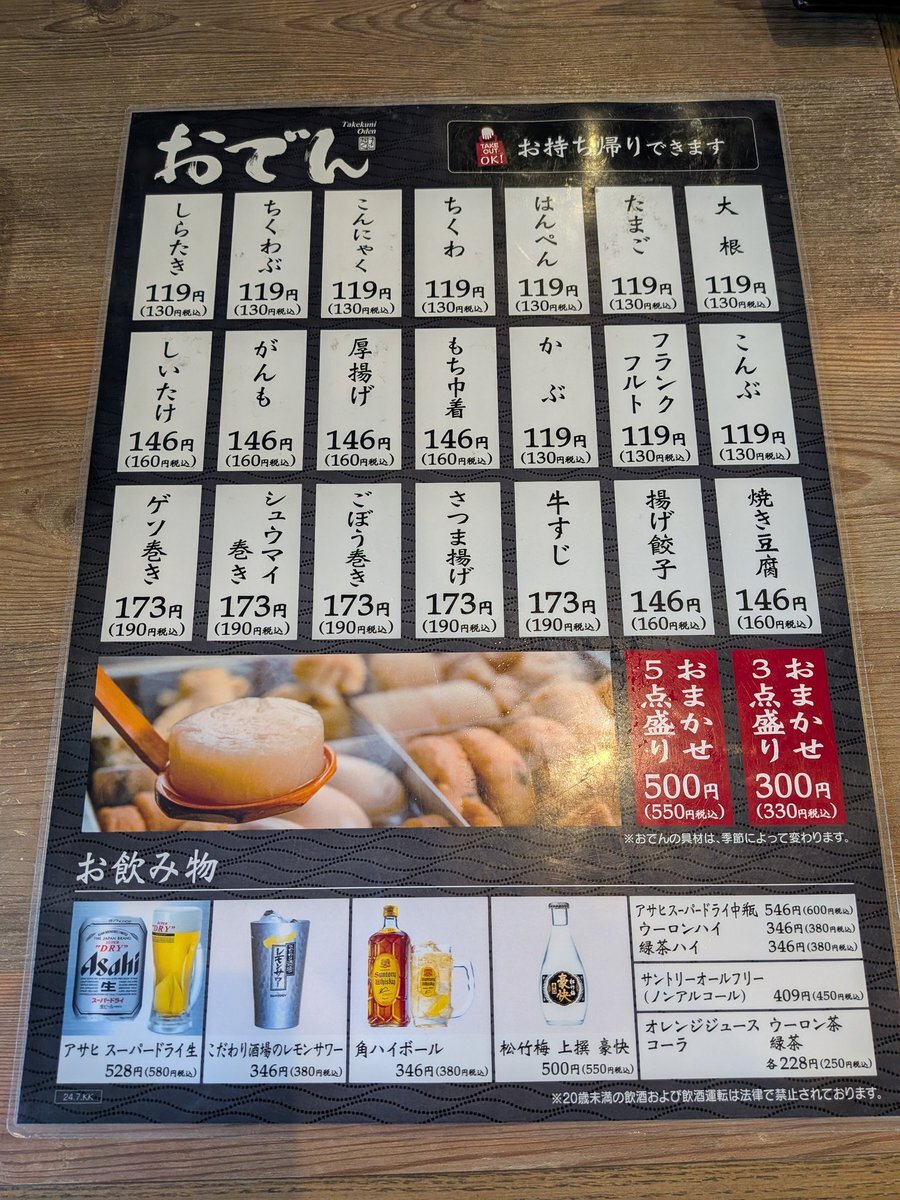 おでん
Takekuni
Oden
TAKE
OUT
OK!
お持ち帰りできます
大根
119円
(130円税込)
たまご
119円
(130円税込)
はんぺん
119円
(130円税込)
ちくわ
119円
(130円税込)
こんにゃく
119円
(130円税込)
ちくわぶ
119円
(130円税込)
しらたき
119円
(130円税込)
こんぶ
119円
(130円税込)
フランク
フルト
119円
(130円税込)
かぶ
119円
(130円税込)
もち巾着
146円
(160円税込)
厚揚げ
146円
(160円税込)
がんも
146円
(160円税込)
しいたけ
146円
(160円税込)
焼き豆腐
146円
(160円税込)
揚げ餃子
146円
(160円税込)
牛すじ
173円
(190円税込)
さつま揚げ
173円
(190円税込)
ごぼう巻き
173円
(190円税込)
シュウマイ
巻き
173円
(190円税込)
ゲソ巻き
173円
(190円税込)
おまかせ
3点盛り
300円
(330円税込)
おまかせ
5点盛り
500円
(550円税込)
※おでんの具材は、季節によって変わります。
お飲み物
Asahi
SUPER
"DRY"
生
スーパードライ
アサヒ スーパードライ生
528円(580円税込)
レモンサワー
こだわり酒場のレモンサワー
346円(380円税込)
Suntory
Whisky
角ハイボール
346円(380円税込)
豪快
松竹梅 上撰 豪快
500円(550円税込)
アサヒスーパードライ中瓶 546円(600円税込)
ウーロンハイ 346円(380円税込)
緑茶ハイ 346円(380円税込)
サントリーオールフリー
(ノンアルコール) 409円(450円税込)
オレンジジュース ウーロン茶
コーラ 緑茶
各228円(250円税込)
24.7.KK
※20歳未満の飲酒および飲酒運転は法律で禁止されております。